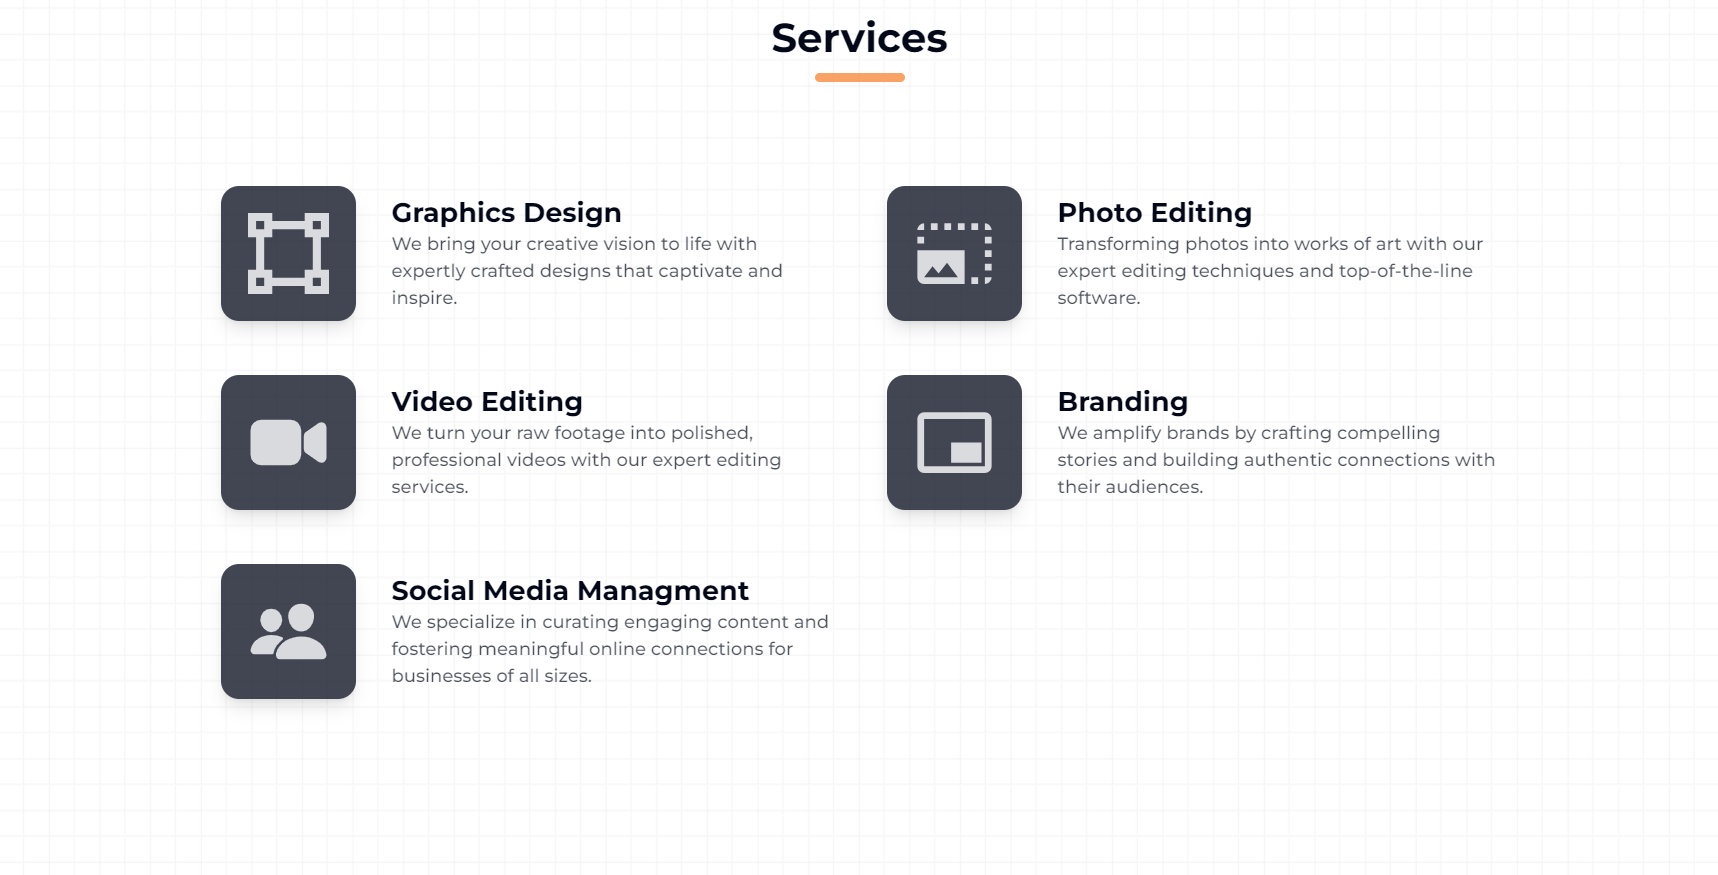 Services
Graphics Design
We bring your creative vision to life with
expertly crafted designs that captivate and
inspire.
Photo Editing
Transforming photos into works of art with our
expert editing techniques and top-of-the-line
software.
Video Editing
We turn your raw footage into polished,
professional videos with our expert editing
services.
Branding
We amplify brands by crafting compelling
stories and building authentic connections with
their audiences.
Social Media Managment
We specialize in curating engaging content and
fostering meaningful online connections for
businesses of all sizes.